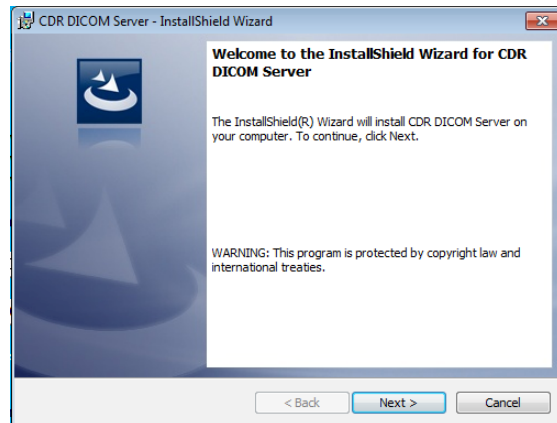 CDR DICOM Server - InstallShield Wizard
Welcome to the InstallShield Wizard for CDR
DICOM Server
The InstallShield(R) Wizard will install CDR DICOM Server on
your computer. To continue, click Next.
WARNING: This program is protected by copyright law and
international treaties.
< Back Next > Cancel